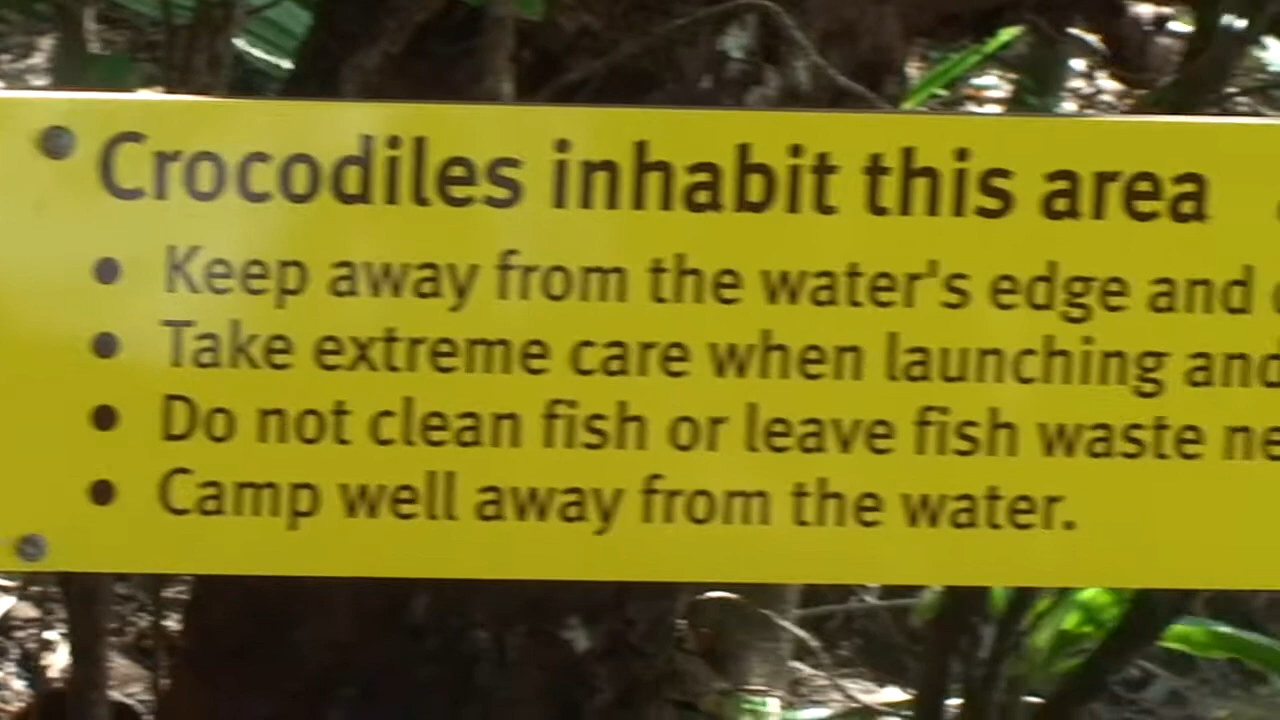 Crocodiles inhabit this area
• Keep away from the water's edge and
• Take extreme care when launching and
• Do not clean fish or leave fish waste ne
• Camp well away from the water.